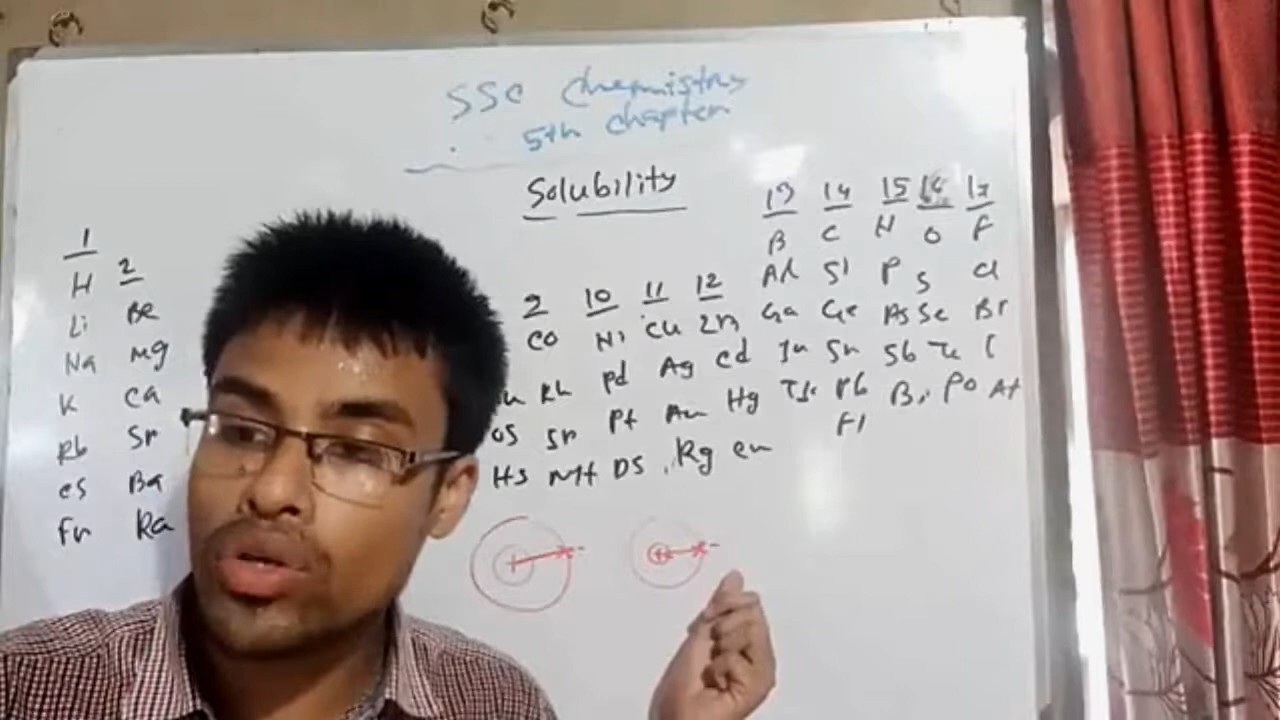 SSC Chemistry
5th chapter
Solubility
13 14 15 16 17
1 B C N O F
H 2 Al Si P S Cl
Li Be 2 10 11 12 Ga Ge As Se Br
Na Mg CO Ni Cu Zn In Sn Sb Te I
K Ca Rh Pd Ag Cd Pb Bi Po At
Rb Sr OS Pt Au Hg Fl
Cs Ba HS Mt DS Rg Cn
Fr Ra